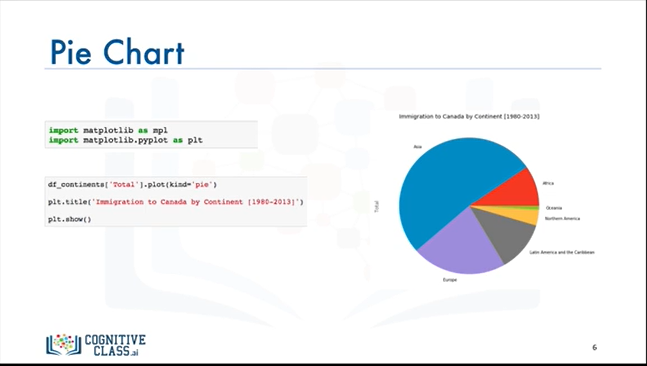 Pie Chart
import matplotlib as mpl
import matplotlib.pyplot as plt
df_continents['Total'].plot(kind='pie')
plt.title('Immigration to Canada by Continent [1980-2013]')
plt.show()
Immigration to Canada by Continent [1980-2013]
Asia
Africa
Oceania
Northern America
Latin America and the Caribbean
Europe
Total
COGNITIVE
CLASS.ai
6